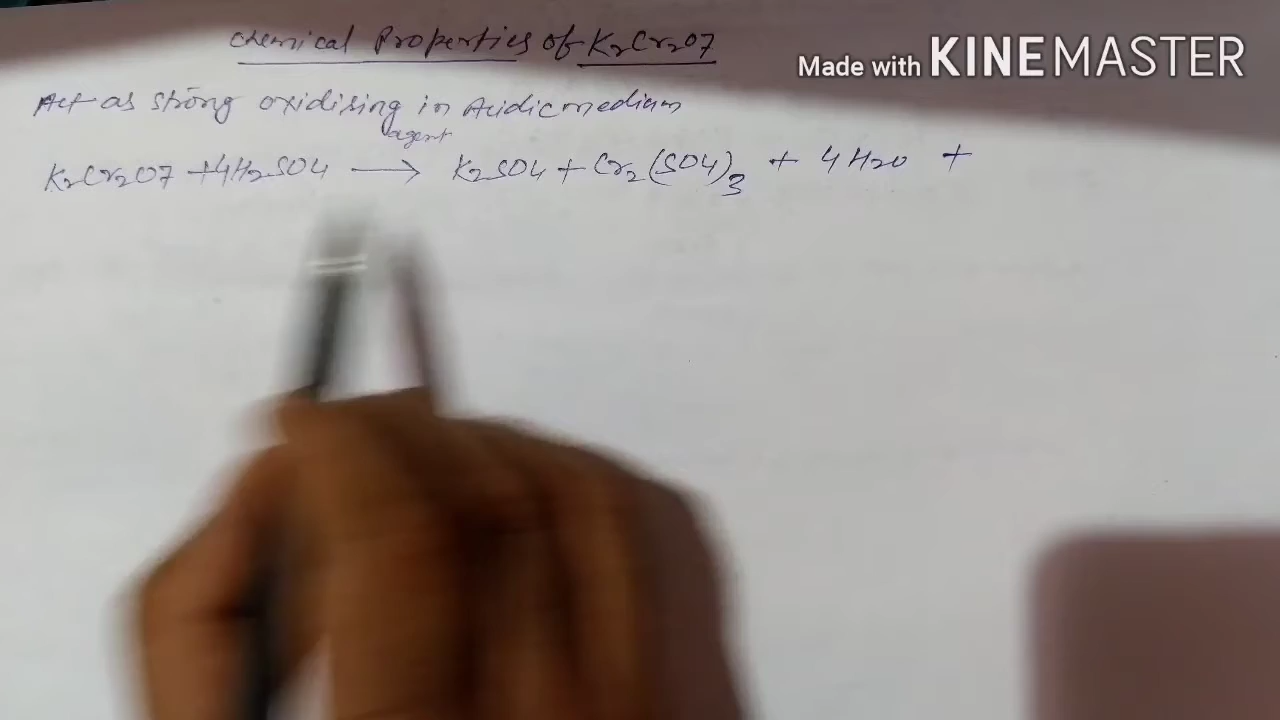 chemical Properties of K2Cr2O7
Made with KINEMASTER
Act as strong oxidising in Acidic medium
agent
K2Cr2O7 + 4H2SO4 → K2SO4 + Cr2(SO4)3 + 4H2O +